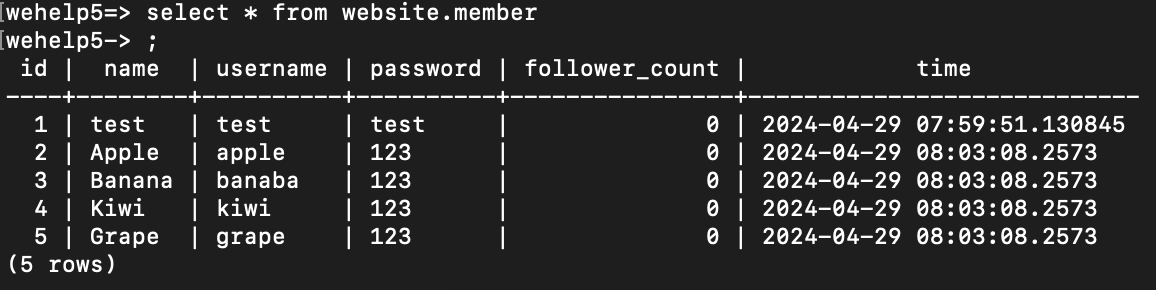 [wehelp5=> select * from website.member
[wehelp5-> ;
 id |  name  | username | password | follower_count |            time
----+--------+----------+----------+----------------+----------------------------
  1 | test   | test     | test     |              0 | 2024-04-29 07:59:51.130845
  2 | Apple  | apple    | 123      |              0 | 2024-04-29 08:03:08.2573
  3 | Banana | banaba   | 123      |              0 | 2024-04-29 08:03:08.2573
  4 | Kiwi   | kiwi     | 123      |              0 | 2024-04-29 08:03:08.2573
  5 | Grape  | grape    | 123      |              0 | 2024-04-29 08:03:08.2573
(5 rows)